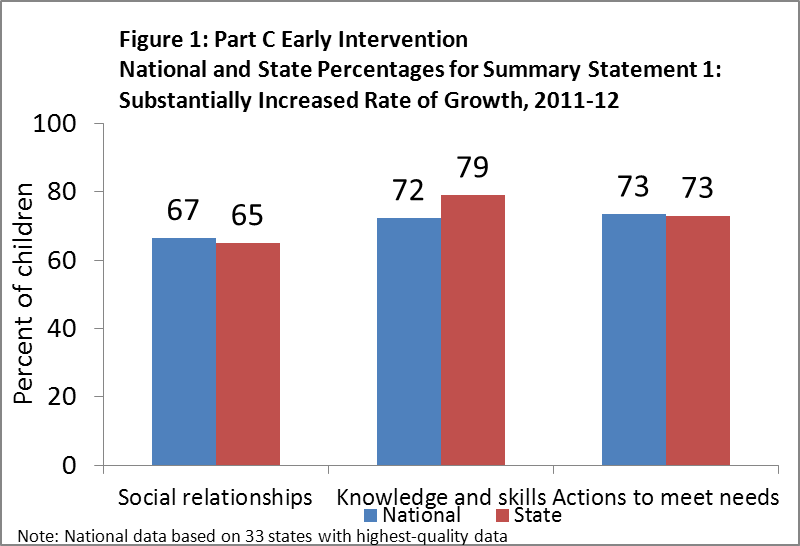 Figure 1: Part C Early Intervention
National and State Percentages for Summary Statement 1:
Substantially Increased Rate of Growth, 2011-12
Percent of children
100
80
60
40
20
0
67
65
72
79
73
73
Social relationships
Knowledge and skills
Actions to meet needs
National
State
Note: National data based on 33 states with highest-quality data